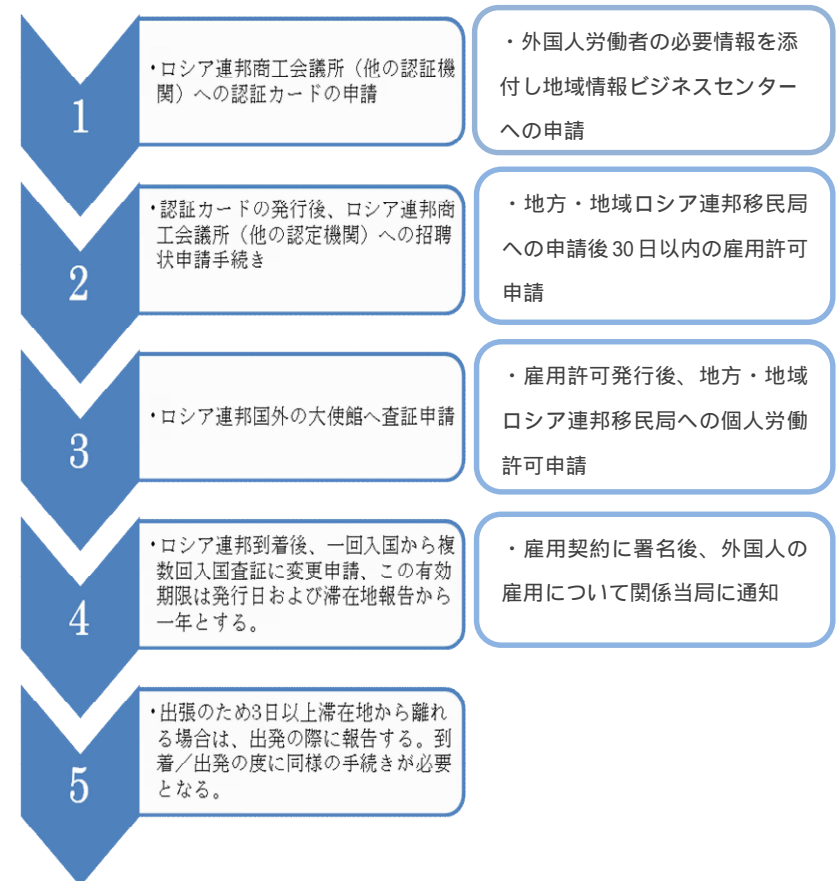 1
・ロシア連邦商工会議所（他の認証機
関）への認証カードの申請
・外国人労働者の必要情報を添
付し地域情報ビジネスセンター
への申請
2
・認証カードの発行後、ロシア連邦商
工会議所（他の認定機関）への招聘
状申請手続き
・地方・地域ロシア連邦移民局
への申請後30日以内の雇用許可
申請
3
・ロシア連邦国外の大使館へ査証申請
・雇用許可発行後、地方・地域
ロシア連邦移民局への個人労働
許可申請
4
・ロシア連邦到着後、一回入国から複
数回入国査証に変更申請、この有効
期限は発行日および滞在地報告から
一年とする。
・雇用契約に署名後、外国人の
雇用について関係当局に通知
5
・出張のため3日以上滞在地から離れ
る場合は、出発の際に報告する。到
着／出発の度に同様の手続きが必要
となる。